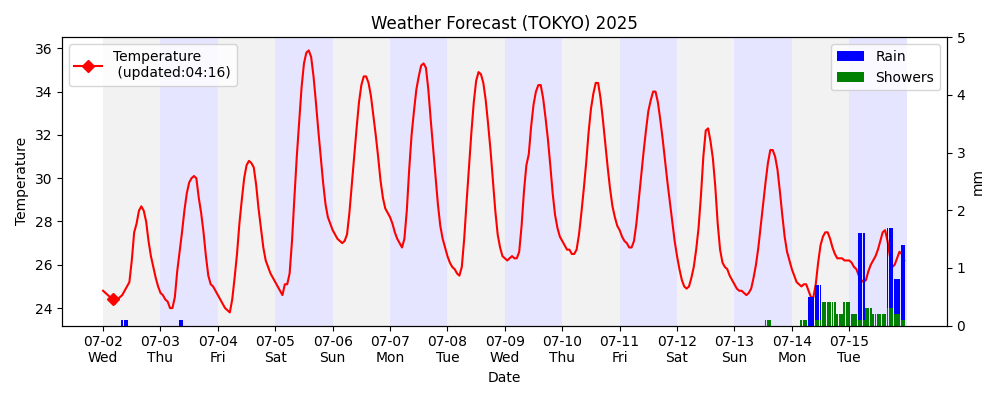 Weather Forecast (TOKYO) 2025
Temperature
(updated:04:16)
Rain
Showers
36
34
32
30
28
26
24
Temperature
5
4
3
2
1
0
mm
07-02 07-03 07-04 07-05 07-06 07-07 07-08 07-09 07-10 07-11 07-12 07-13 07-14 07-15
Wed Thu Fri Sat Sun Mon Tue Wed Thu Fri Sat Sun Mon Tue
Date